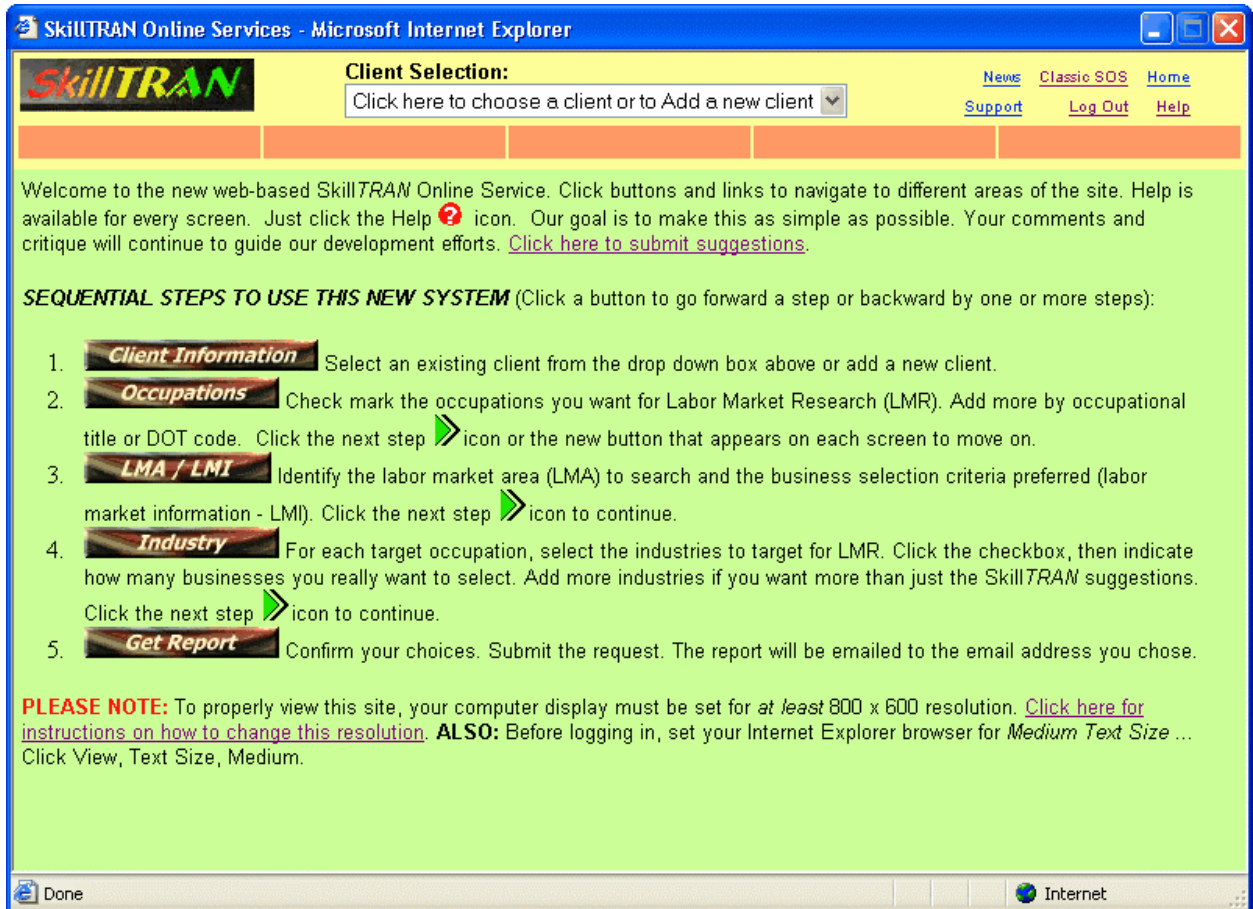 SkillTRAN Online Services - Microsoft Internet Explorer
SkillTRAN
Client Selection:
Click here to choose a client or to Add a new client
News Classic SOS Home
Support Log Out Help
Welcome to the new web-based SkillTRAN Online Service. Click buttons and links to navigate to different areas of the site. Help is
available for every screen. Just click the Help ? icon. Our goal is to make this as simple as possible. Your comments and
critique will continue to guide our development efforts. Click here to submit suggestions.
SEQUENTIAL STEPS TO USE THIS NEW SYSTEM (Click a button to go forward a step or backward by one or more steps):
1. Client Information Select an existing client from the drop down box above or add a new client.
2. Occupations Check mark the occupations you want for Labor Market Research (LMR). Add more by occupational
title or DOT code. Click the next step icon or the new button that appears on each screen to move on.
3. LMA / LMI Identify the labor market area (LMA) to search and the business selection criteria preferred (labor
market information - LMI). Click the next step icon to continue.
4. Industry For each target occupation, select the industries to target for LMR. Click the checkbox, then indicate
how many businesses you really want to select. Add more industries if you want more than just the SkillTRAN suggestions.
Click the next step icon to continue.
5. Get Report Confirm your choices. Submit the request. The report will be emailed to the email address you chose.
PLEASE NOTE: To properly view this site, your computer display must be set for at least 800 x 600 resolution. Click here for
instructions on how to change this resolution. ALSO: Before logging in, set your Internet Explorer browser for Medium Text Size ...
Click View, Text Size, Medium.
Done
Internet